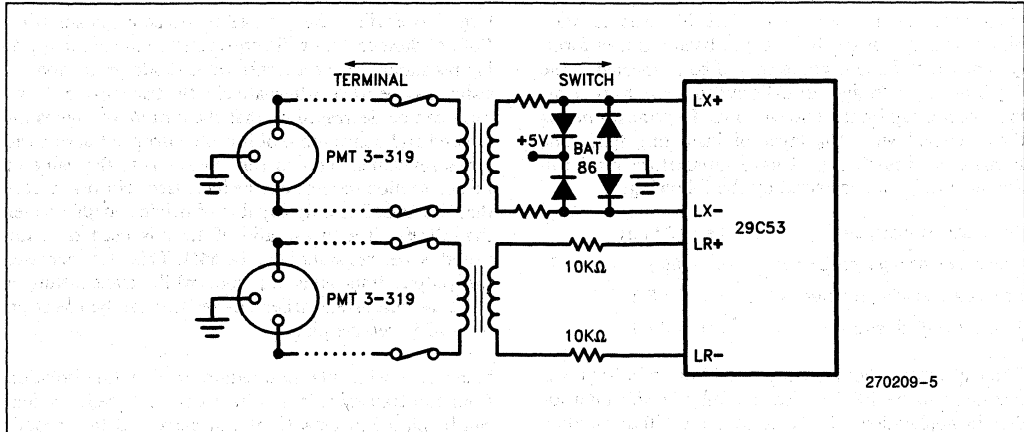 TERMINAL
SWITCH
LX+
+5V
BAT
86
PMT 3-319
LX-
29C53
LR+
10KΩ
PMT 3-319
10KΩ
LR-
270209-5